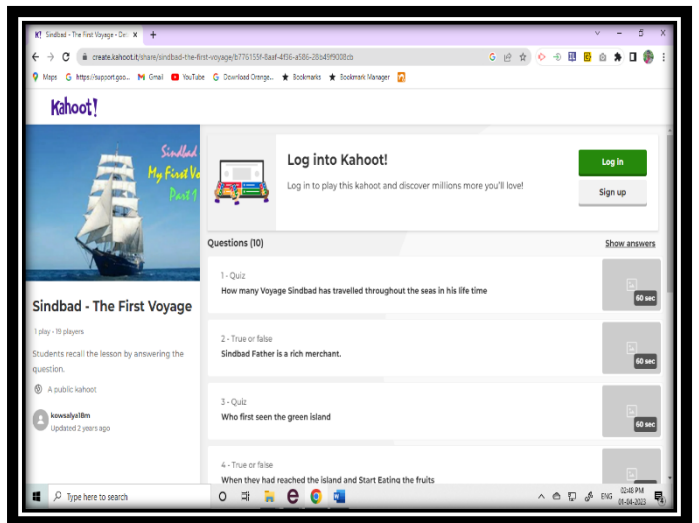 K! Sindbad - The First Voyage - De
create.kahoot.it/share/sindbad-the-first-voyage/b776155f-8aaf-4f36-a586-28b49f9008cb
Maps https://support.goo... Gmail YouTube Download Orange... Bookmarks Bookmark Manager
Kahoot!
Sindbad
My First Vo
Part 1
Log into Kahoot!
Log in to play this kahoot and discover millions more you'll love!
Log in
Sign up
Questions (10)
Show answers
1 - Quiz
How many Voyage Sindbad has travelled throughout the seas in his life time
60 sec
2 - True or false
Sindbad Father is a rich merchant.
60 sec
3 - Quiz
Who first seen the green island
60 sec
4 - True or false
When they had reached the island and Start Eating the fruits
Sindbad - The First Voyage
1 play · 19 players
Students recall the lesson by answering the
question.
A public kahoot
kowsalya18m
Updated 2 years ago
Type here to search
ENG
02:48 PM
01-04-2023